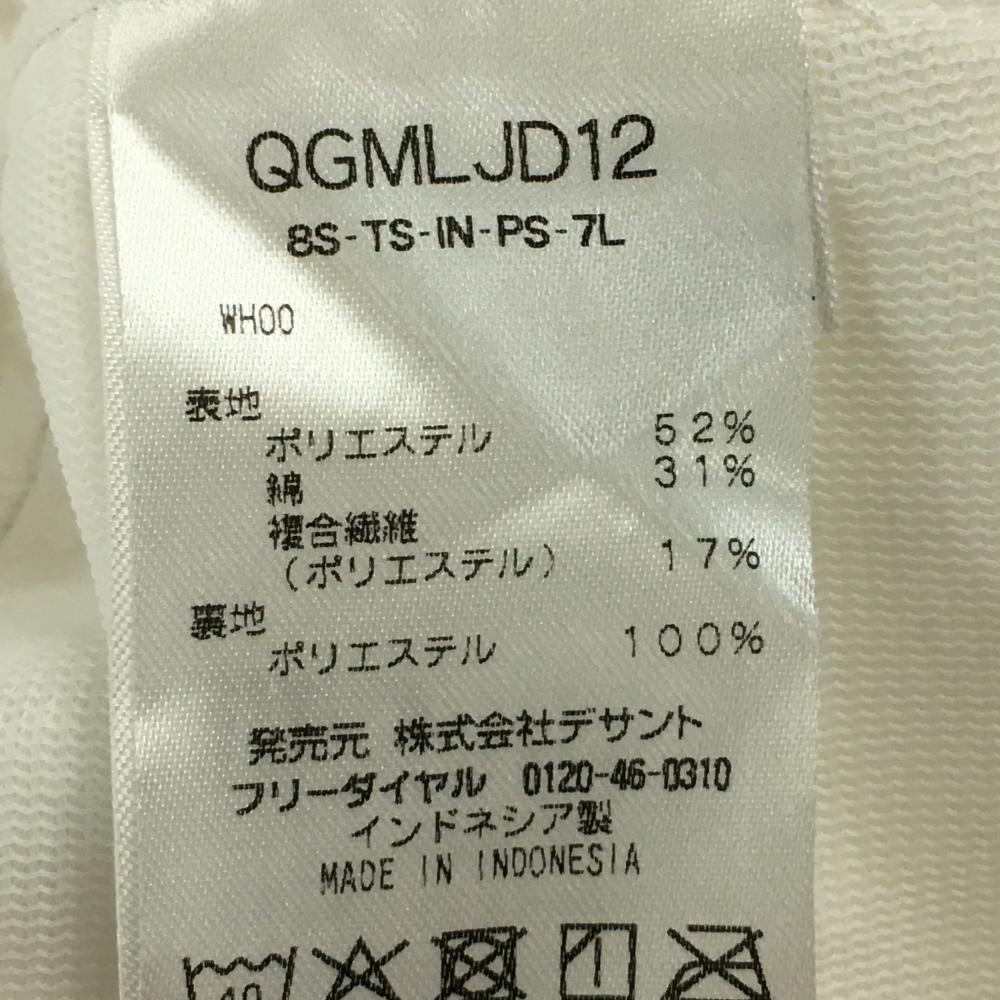 QGMLJD12
8S-TS-IN-PS-7L
WH00
表地
ポリエステル 52%
綿 31%
複合繊維
(ポリエステル) 17%
裏地
ポリエステル 100%
発売元 株式会社デサント
フリーダイヤル 0120-46-0310
インドネシア製
MADE IN INDONESIA
40